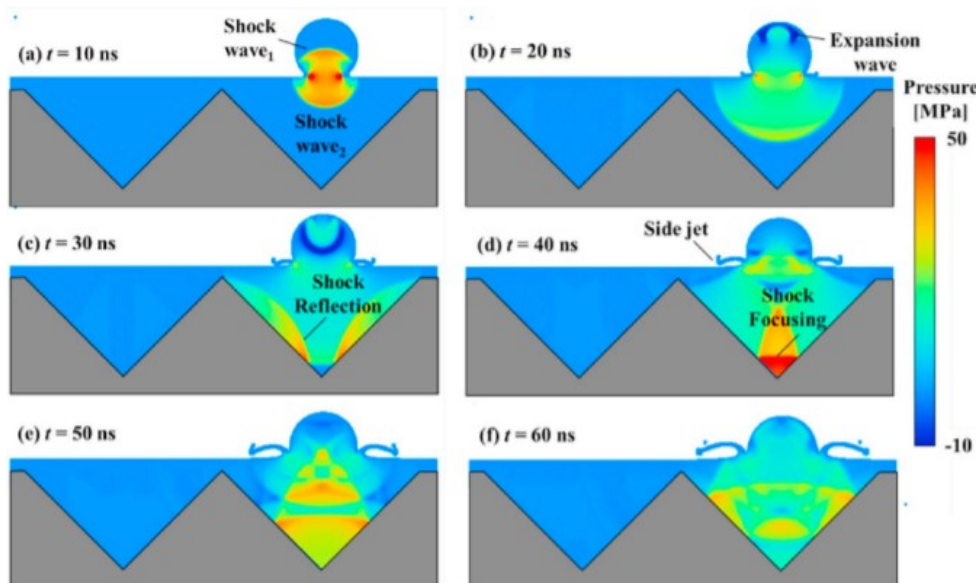 (a) t = 10 ns
Shock
wave₁
Shock
wave₂
(b) t = 20 ns
Expansion
wave
Pressure
[MPa]
50
-10
(c) t = 30 ns
Shock
Reflection
(d) t = 40 ns
Side jet
Shock
Focusing
(e) t = 50 ns
(f) t = 60 ns